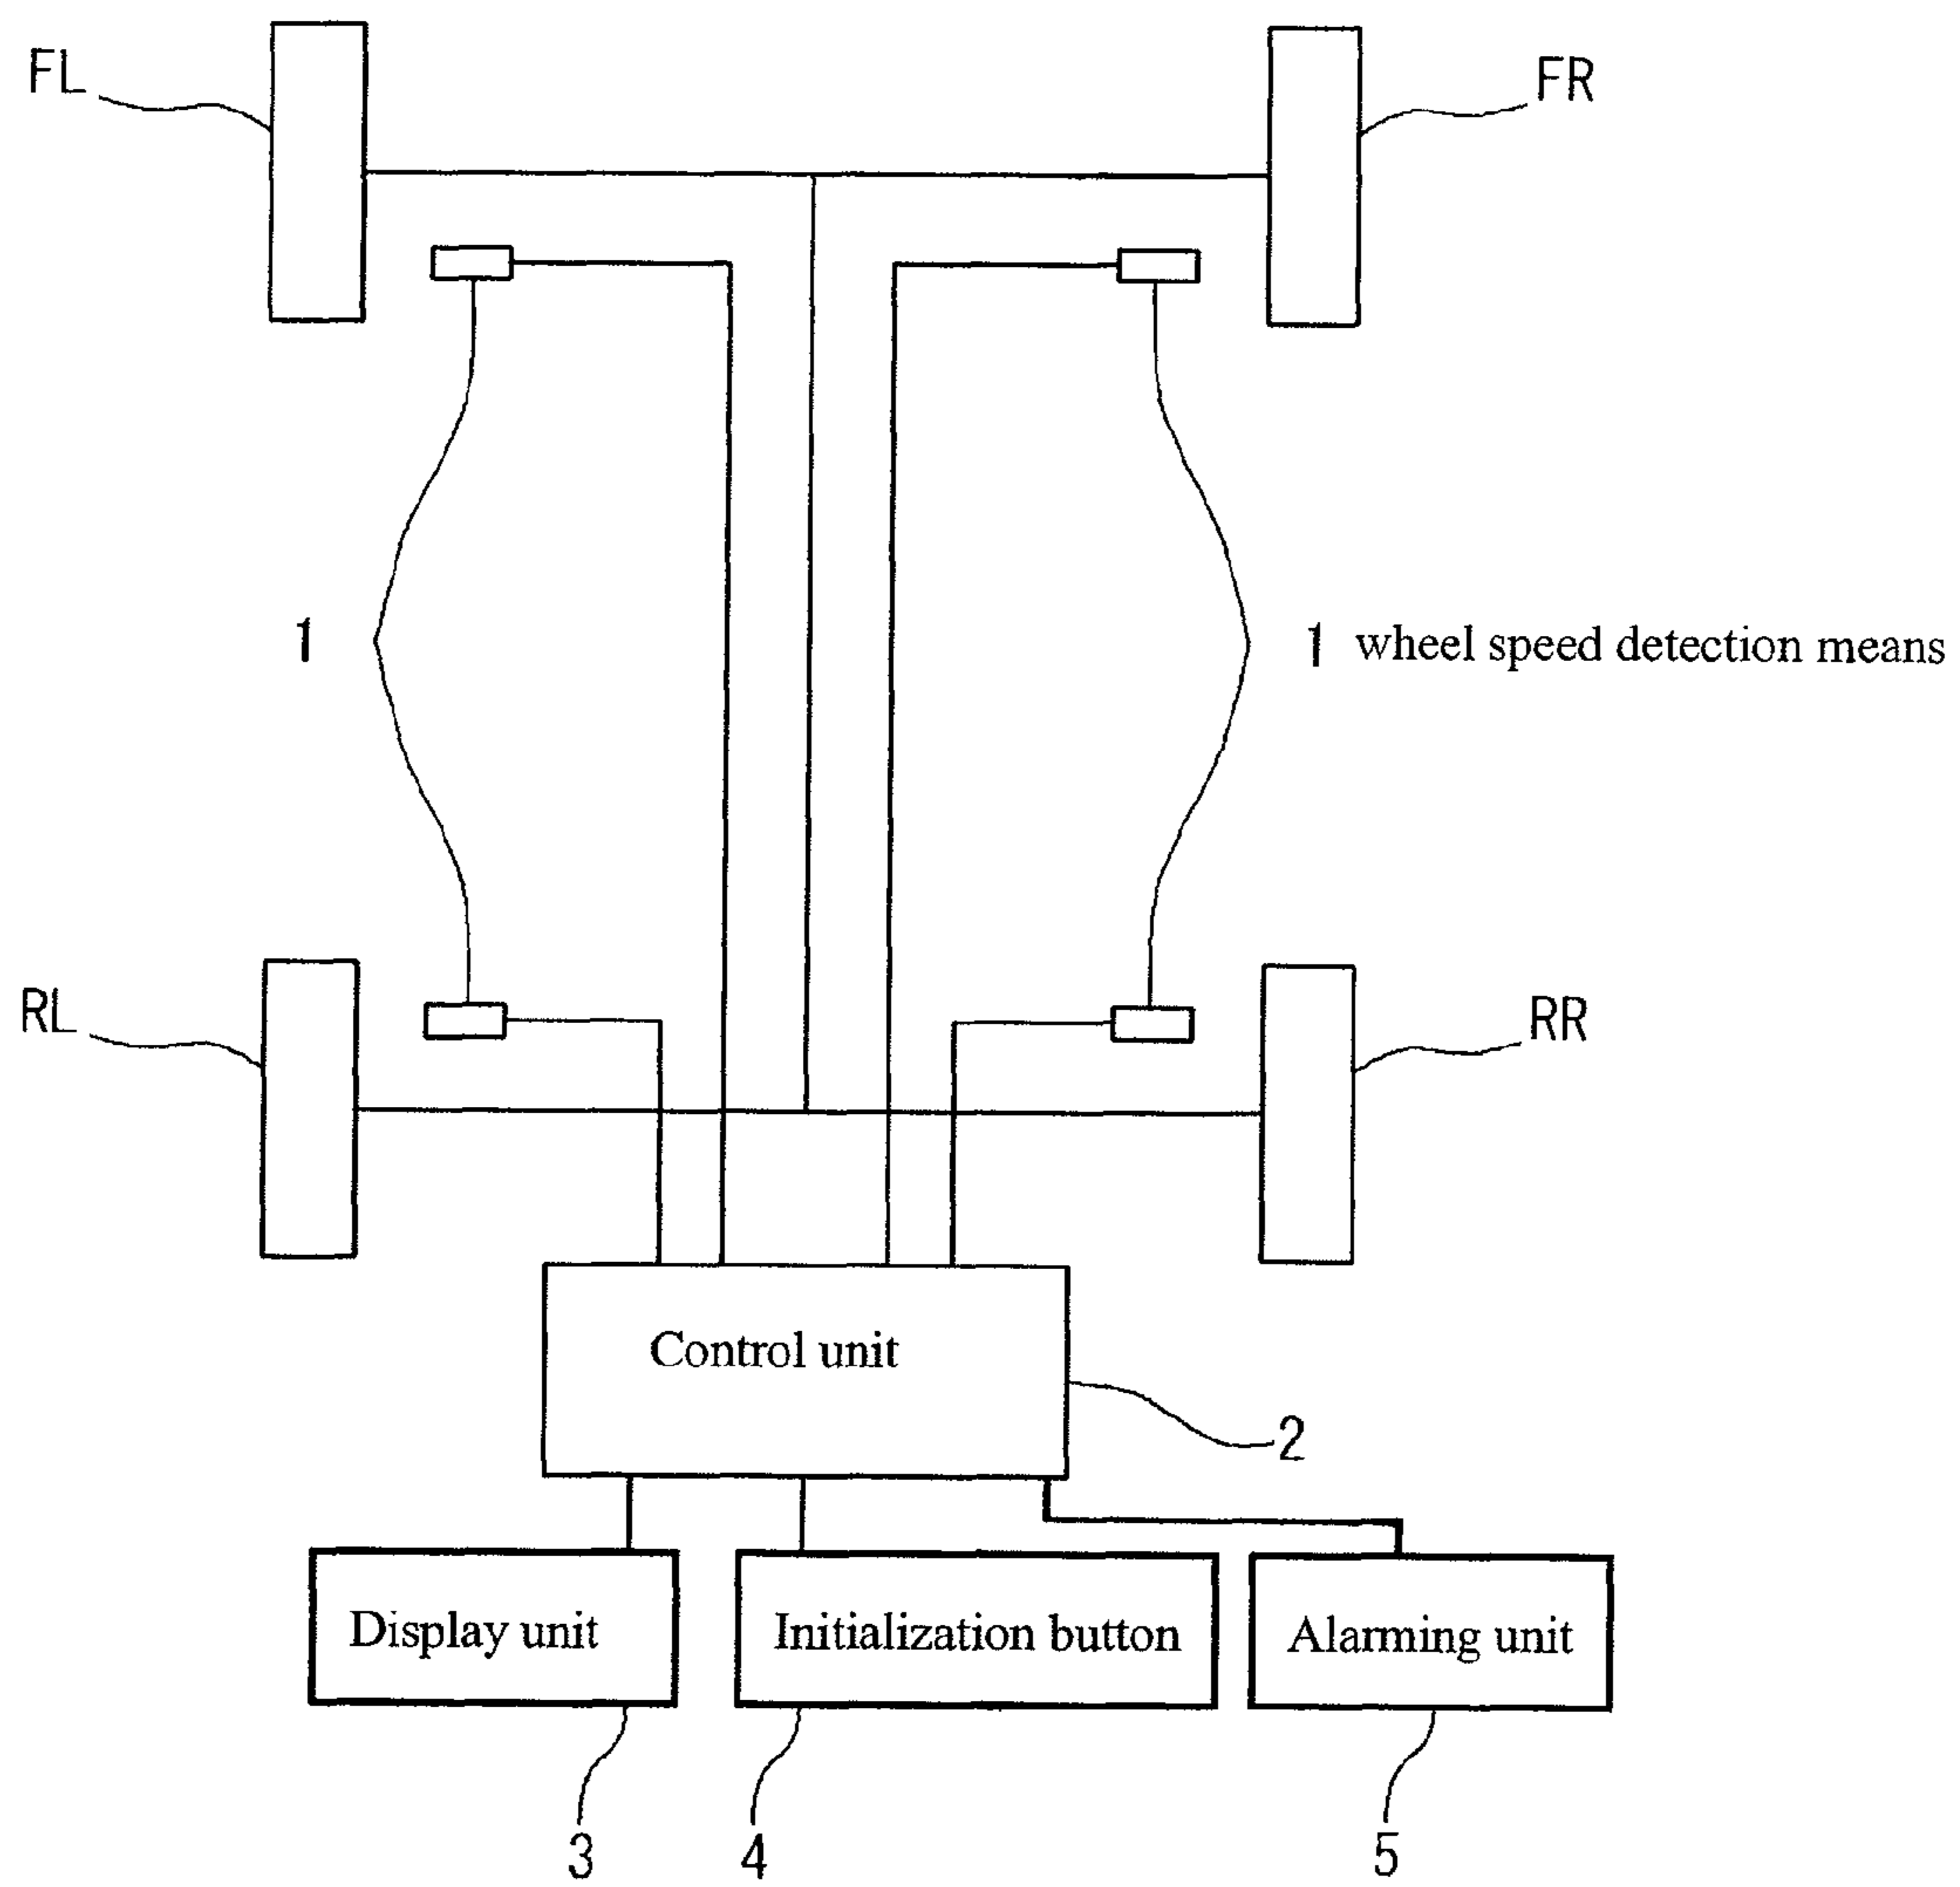 FL
FR
1
1 wheel speed detection means
RL
RR
Control unit
2
Display unit
Initialization button
Alarming unit
3
4
5